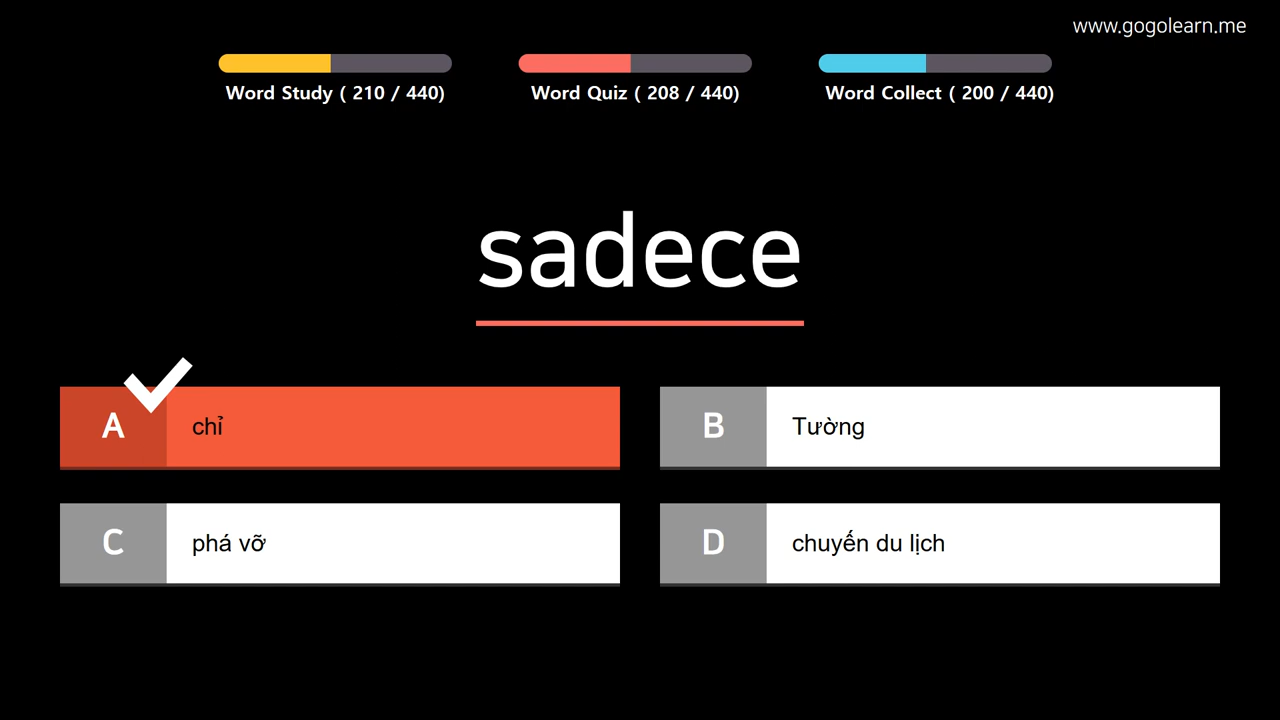 www.gogolearn.me
Word Study ( 210 / 440)
Word Quiz ( 208 / 440)
Word Collect ( 200 / 440)
sadece
A chỉ
B Tường
C phá vỡ
D chuyến du lịch